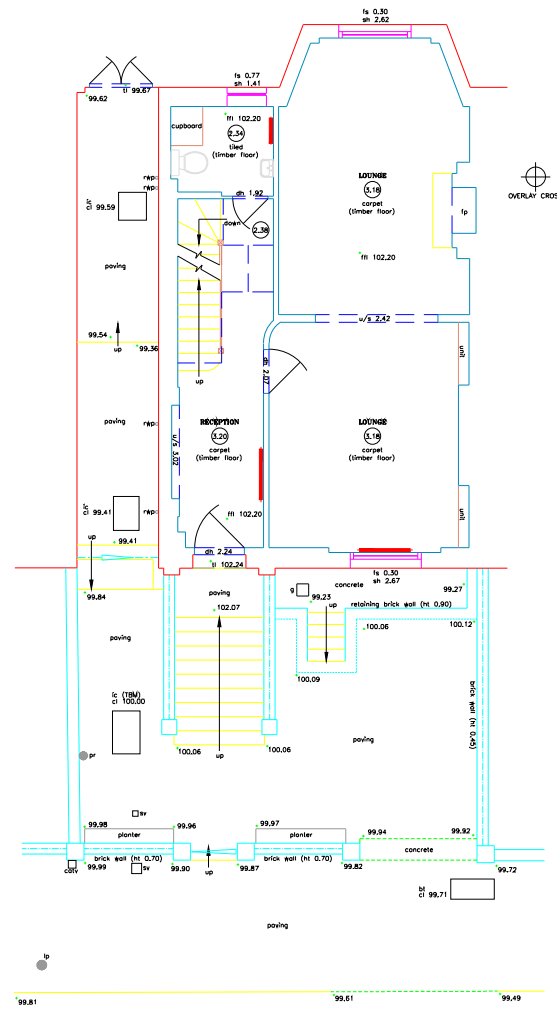 fs 0.30
sh 2.62
fs 0.77
sh 1.41
tl 99.67
99.62
ffl 102.20
cupboard
2.34
tiled
(timber floor)
rwp
rwp
LOUNGE
3.18
carpet
(timber floor)
fp
OVERLAY CROS
99.59
dh 1.92
down
2.38
paving
ffl 102.20
99.54
99.36
up
u/s 2.42
dh 2.07
unit
up
paving
rwp
RECEPTION
3.20
carpet
(timber floor)
u/s 3.02
LOUNGE
3.18
carpet
(timber floor)
unit
99.41
rwp
ffl 102.20
99.41
up
dh 2.24
tl 102.24
fs 0.30
sh 2.67
99.84
paving
102.07
g
concrete
99.27
99.23
up
retaining brick wall (ht 0.90)
paving
100.06
100.12
100.09
ic (TBM)
cl 100.00
brick wall (ht 0.45)
pr
100.06
up
100.06
paving
sv
99.98
99.96
99.97
99.94
99.92
planter
planter
concrete
brick wall (ht 0.70)
brick wall (ht 0.70)
catv
99.99
sv
99.90
up
99.87
99.82
99.72
bt
cl 99.71
paving
lp
99.81
99.61
99.49